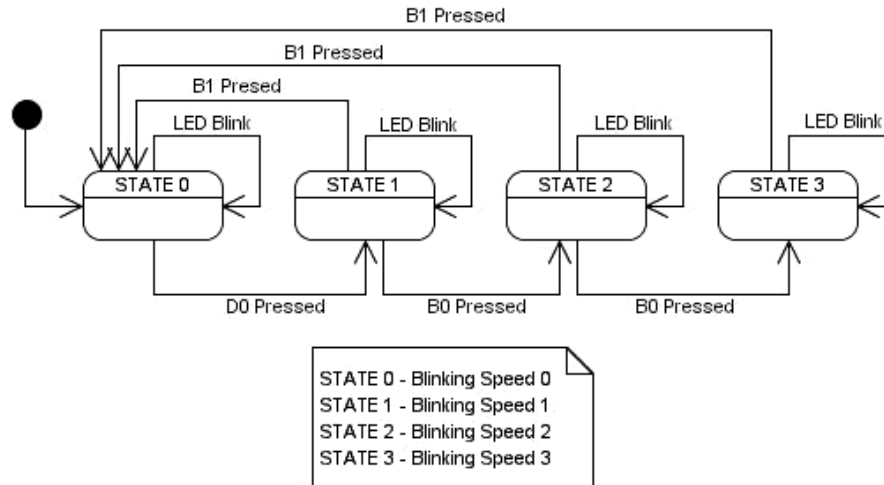 B1 Pressed
B1 Pressed
B1 Presed
LED Blink
LED Blink
LED Blink
LED Blink
STATE 0
STATE 1
STATE 2
STATE 3
D0 Pressed
B0 Pressed
B0 Pressed
STATE 0 - Blinking Speed 0
STATE 1 - Blinking Speed 1
STATE 2 - Blinking Speed 2
STATE 3 - Blinking Speed 3